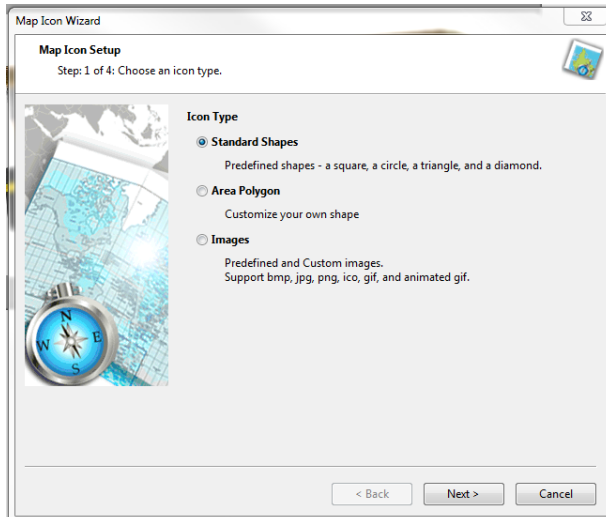 Map Icon Wizard
Map Icon Setup
Step: 1 of 4: Choose an icon type.
Icon Type
Standard Shapes
Predefined shapes - a square, a circle, a triangle, and a diamond.
Area Polygon
Customize your own shape
Images
Predefined and Custom images.
Support bmp, jpg, png, ico, gif, and animated gif.
N
W
E
S
< Back
Next >
Cancel